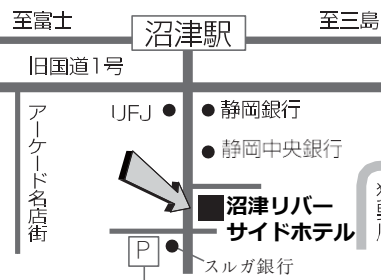 至富士
沼津駅
至三島
旧国道1号
アーケード名店街
UFJ
静岡銀行
静岡中央銀行
沼津リバー
サイドホテル
P
スルガ銀行